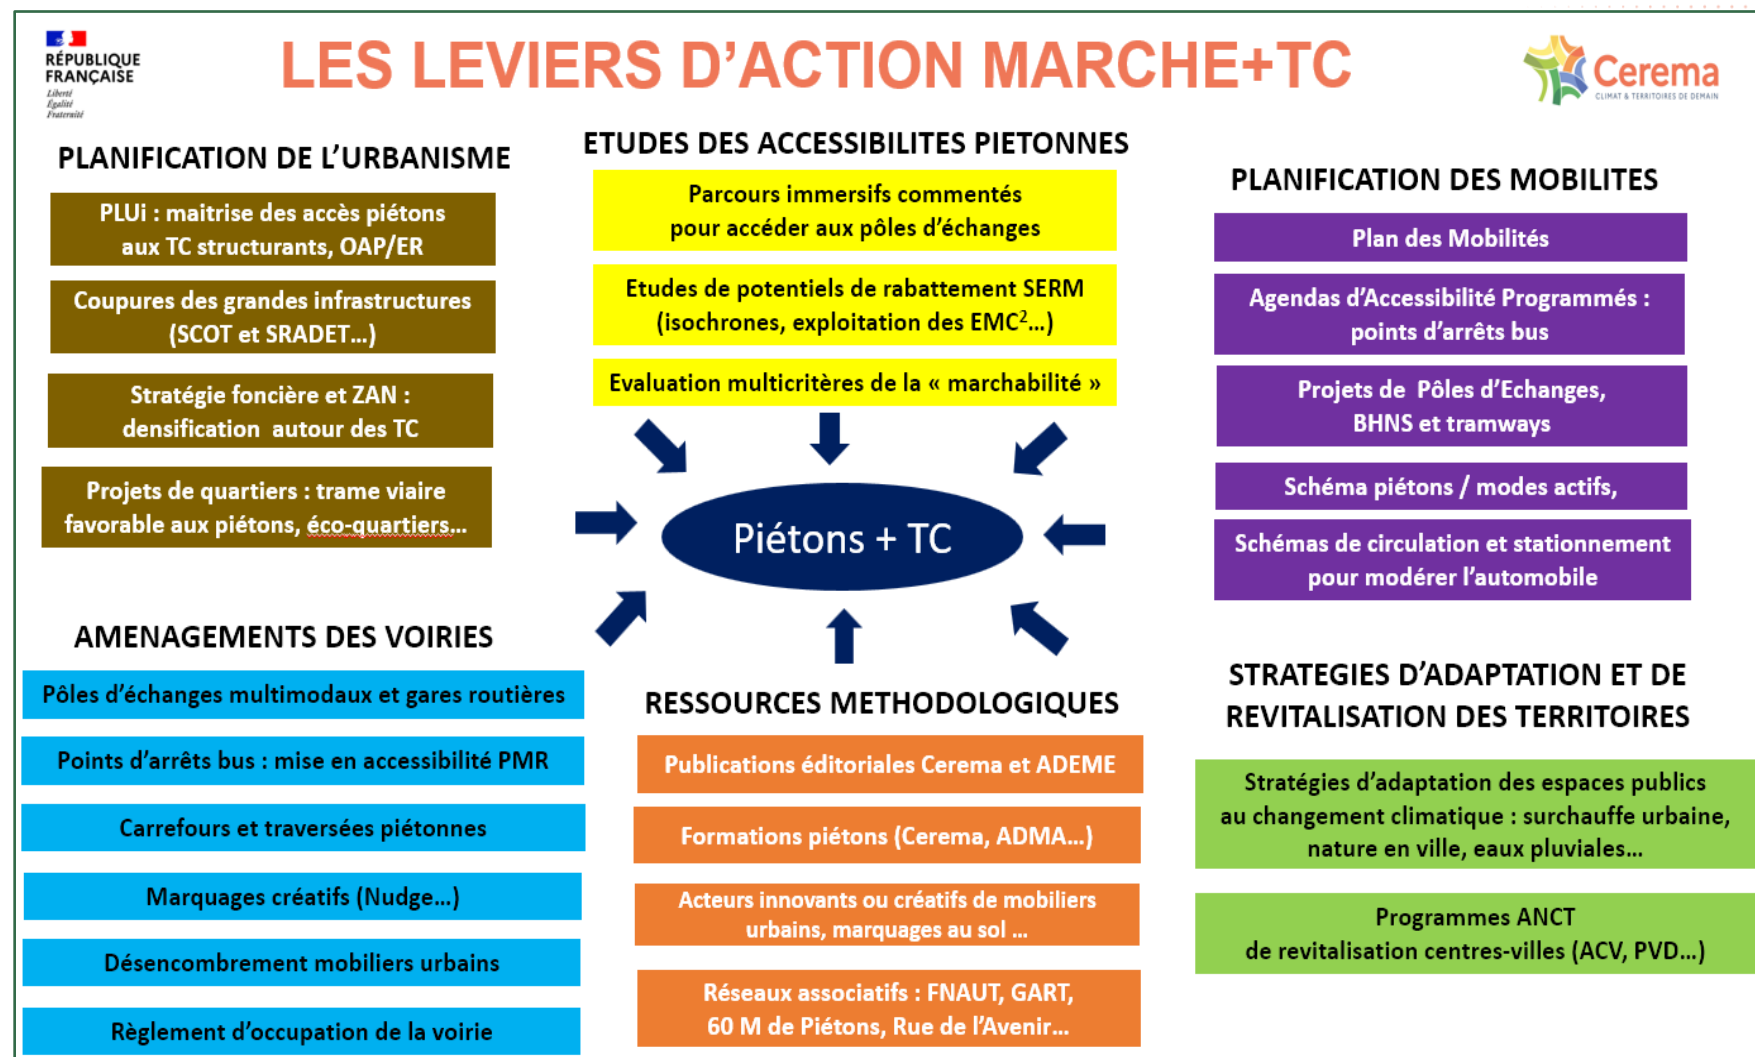 RÉPUBLIQUE
FRANÇAISE
Liberté
Égalité
Fraternité
LES LEVIERS D’ACTION MARCHE+TC
Cerema
CLIMAT & TERRITOIRES DE DEMAIN
PLANIFICATION DE L’URBANISME
PLUi : maitrise des accès piétons
aux TC structurants, OAP/ER
Coupures des grandes infrastructures
(SCOT et SRADET…)
Stratégie foncière et ZAN :
densification autour des TC
Projets de quartiers : trame viaire
favorable aux piétons, éco-quartiers…
ETUDES DES ACCESSIBILITES PIETONNES
Parcours immersifs commentés
pour accéder aux pôles d’échanges
Etudes de potentiels de rabattement SERM
(isochrones, exploitation des EMC²…)
Evaluation multicritères de la « marchabilité »
PLANIFICATION DES MOBILITES
Plan des Mobilités
Agendas d’Accessibilité Programmés :
points d’arrêts bus
Projets de Pôles d’Echanges,
BHNS et tramways
Schéma piétons / modes actifs,
Schémas de circulation et stationnement
pour modérer l’automobile
Piétons + TC
AMENAGEMENTS DES VOIRIES
Pôles d’échanges multimodaux et gares routières
Points d’arrêts bus : mise en accessibilité PMR
Carrefours et traversées piétonnes
Marquages créatifs (Nudge…)
Désencombrement mobiliers urbains
Règlement d’occupation de la voirie
RESSOURCES METHODOLOGIQUES
Publications éditoriales Cerema et ADEME
Formations piétons (Cerema, ADMA…)
Acteurs innovants ou créatifs de mobiliers
urbains, marquages au sol …
Réseaux associatifs : FNAUT, GART,
60 M de Piétons, Rue de l’Avenir…
STRATEGIES D’ADAPTATION ET DE
REVITALISATION DES TERRITOIRES
Stratégies d’adaptation des espaces publics
au changement climatique : surchauffe urbaine,
nature en ville, eaux pluviales…
Programmes ANCT
de revitalisation centres-villes (ACV, PVD…)